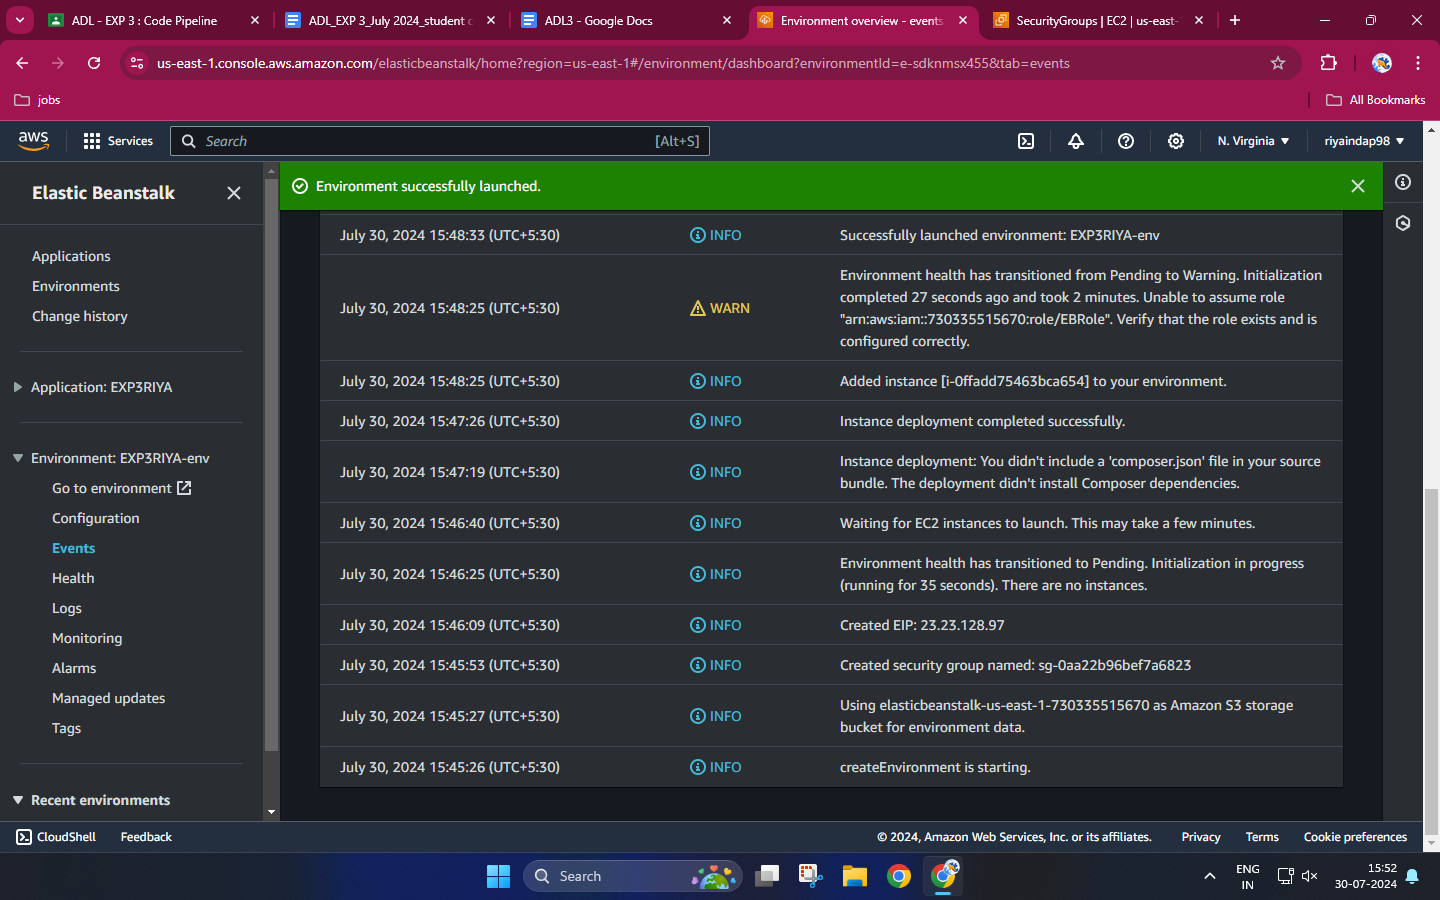 ADL - EXP 3 : Code Pipeline
ADL_EXP 3_July 2024_student c
ADL3 - Google Docs
Environment overview - events
SecurityGroups | EC2 | us-east-
us-east-1.console.aws.amazon.com/elasticbeanstalk/home?region=us-east-1#/environment/dashboard?environmentId=e-sdknmsx455&tab=events
jobs
All Bookmarks
aws
Services
Search
[Alt+S]
N. Virginia
riyaindap98
Elastic Beanstalk
Applications
Environments
Change history
Application: EXP3RIYA
Environment: EXP3RIYA-env
Go to environment
Configuration
Events
Health
Logs
Monitoring
Alarms
Managed updates
Tags
Recent environments
Environment successfully launched.
July 30, 2024 15:48:33 (UTC+5:30)
INFO
Successfully launched environment: EXP3RIYA-env
July 30, 2024 15:48:25 (UTC+5:30)
WARN
Environment health has transitioned from Pending to Warning. Initialization
completed 27 seconds ago and took 2 minutes. Unable to assume role
"arn:aws:iam::730335515670:role/EBRole". Verify that the role exists and is
configured correctly.
July 30, 2024 15:48:25 (UTC+5:30)
INFO
Added instance [i-0ffadd75463bca654] to your environment.
July 30, 2024 15:47:26 (UTC+5:30)
INFO
Instance deployment completed successfully.
July 30, 2024 15:47:19 (UTC+5:30)
INFO
Instance deployment: You didn't include a 'composer.json' file in your source
bundle. The deployment didn't install Composer dependencies.
July 30, 2024 15:46:40 (UTC+5:30)
INFO
Waiting for EC2 instances to launch. This may take a few minutes.
July 30, 2024 15:46:25 (UTC+5:30)
INFO
Environment health has transitioned to Pending. Initialization in progress
(running for 35 seconds). There are no instances.
July 30, 2024 15:46:09 (UTC+5:30)
INFO
Created EIP: 23.23.128.97
July 30, 2024 15:45:53 (UTC+5:30)
INFO
Created security group named: sg-0aa22b96bef7a6823
July 30, 2024 15:45:27 (UTC+5:30)
INFO
Using elasticbeanstalk-us-east-1-730335515670 as Amazon S3 storage
bucket for environment data.
July 30, 2024 15:45:26 (UTC+5:30)
INFO
createEnvironment is starting.
CloudShell
Feedback
© 2024, Amazon Web Services, Inc. or its affiliates.
Privacy
Terms
Cookie preferences
Search
ENG
IN
15:52
30-07-2024